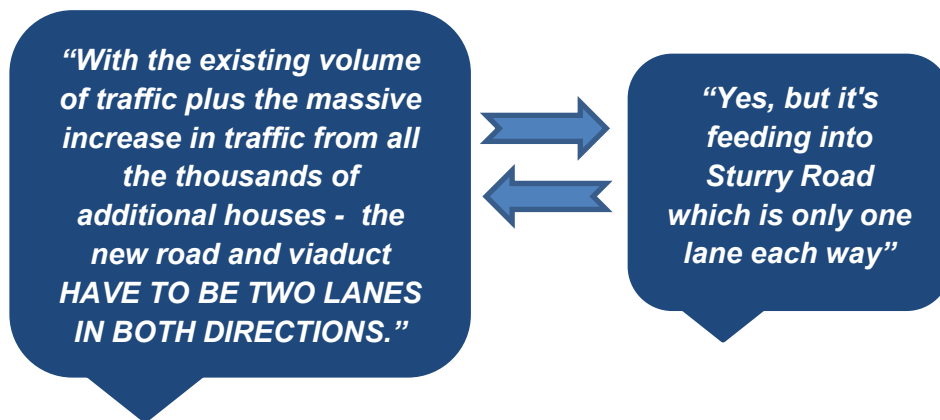 “With the existing volume
of traffic plus the massive
increase in traffic from all
the thousands of
additional houses - the
new road and viaduct
HAVE TO BE TWO LANES
IN BOTH DIRECTIONS.”
“Yes, but it's
feeding into
Sturry Road
which is only one
lane each way”